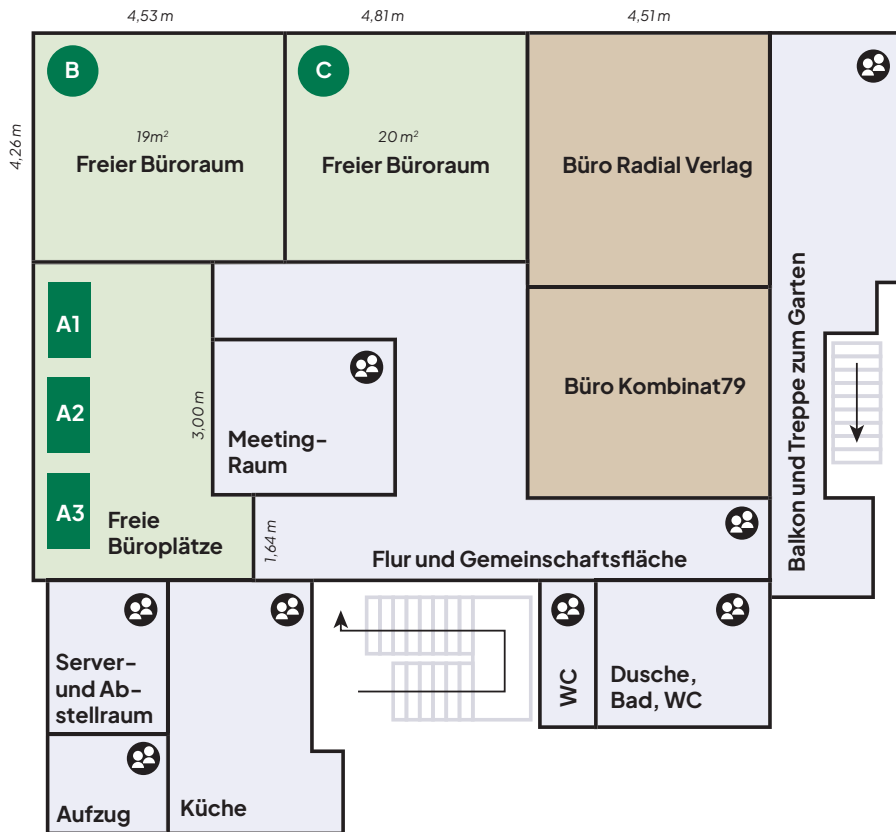 4,53 m
4,81 m
4,51 m
B
C
4,26 m
19m²
Freier Büroraum
20 m²
Freier Büroraum
Büro Radial Verlag
Balkon und Treppe zum Garten
A1
A2
A3
3,00 m
Meeting-
Raum
Büro Kombinat79
Freie
Büroplätze
1,64 m
Flur und Gemeinschaftsfläche
Server-
und Ab-
stellraum
WC
Dusche,
Bad, WC
Aufzug
Küche